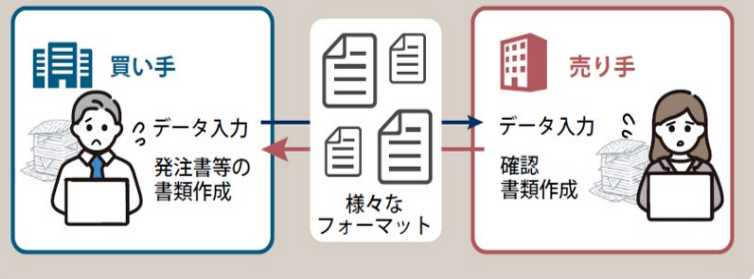 買い手
データ入力
発注書等の
書類作成
様々な
フォーマット
売り手
データ入力
確認
書類作成